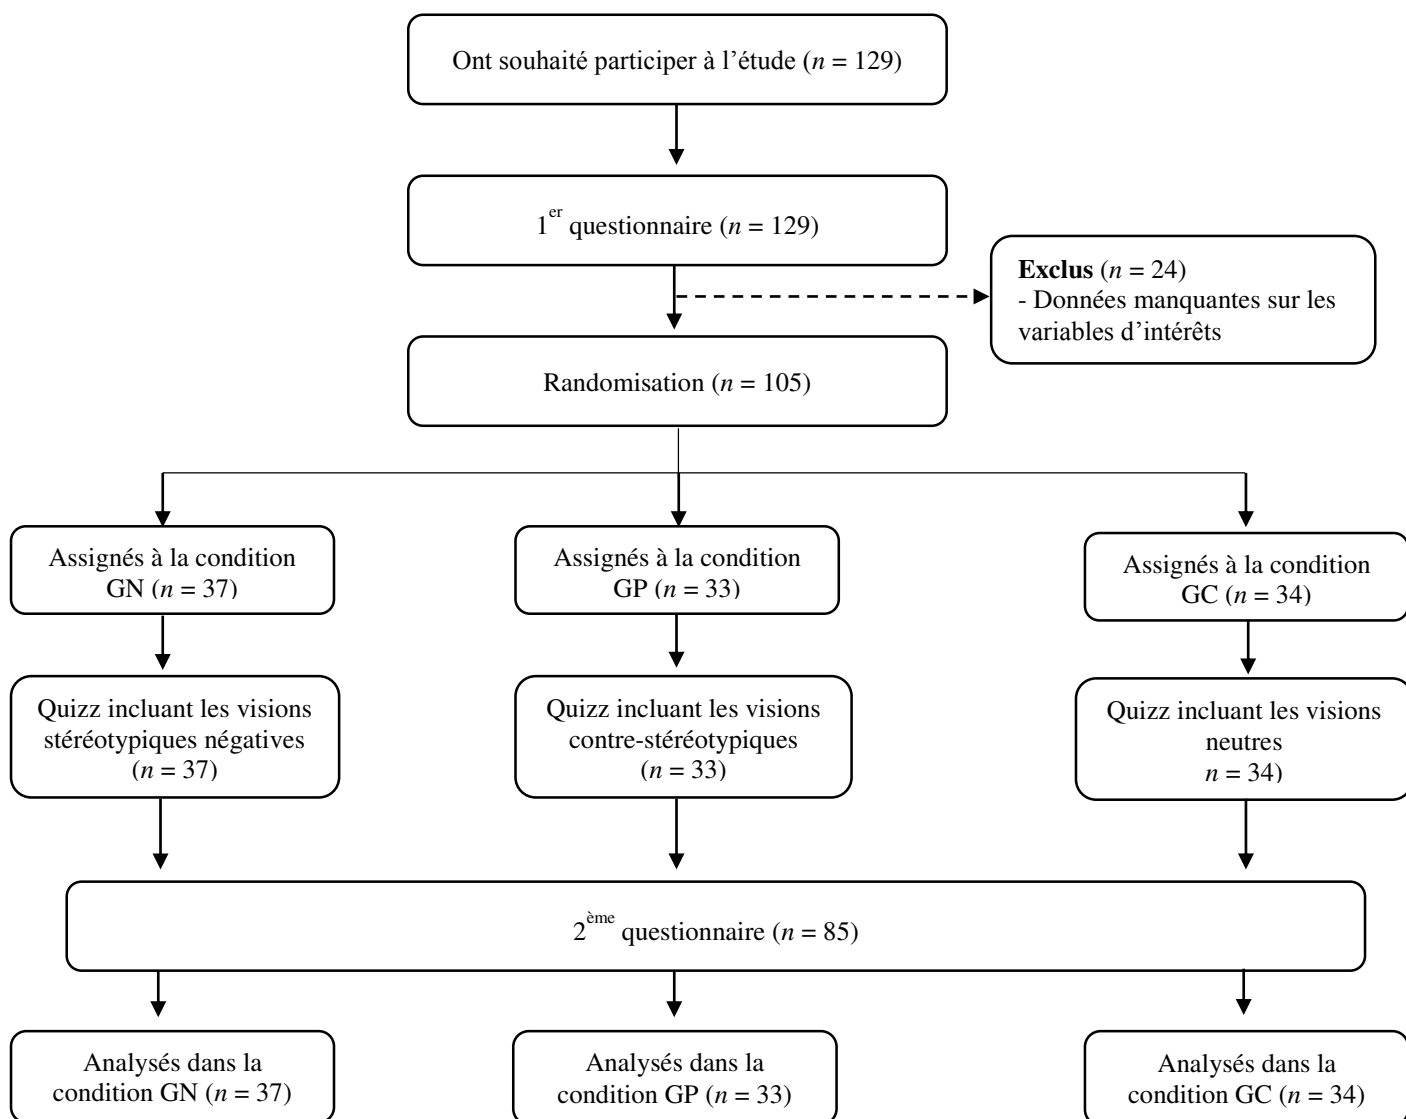 Ont souhaité participer à l’étude (n = 129)
1er questionnaire (n = 129)
Exclus (n = 24)
- Données manquantes sur les
variables d’intérêts
Randomisation (n = 105)
Assignés à la condition
GN (n = 37)
Assignés à la condition
GP (n = 33)
Assignés à la condition
GC (n = 34)
Quizz incluant les visions
stéréotypiques négatives
(n = 37)
Quizz incluant les visions
contre-stéréotypiques
(n = 33)
Quizz incluant les visions
neutres
n = 34)
2ème questionnaire (n = 85)
Analysés dans la
condition GN (n = 37)
Analysés dans la
condition GP (n = 33)
Analysés dans la
condition GC (n = 34)